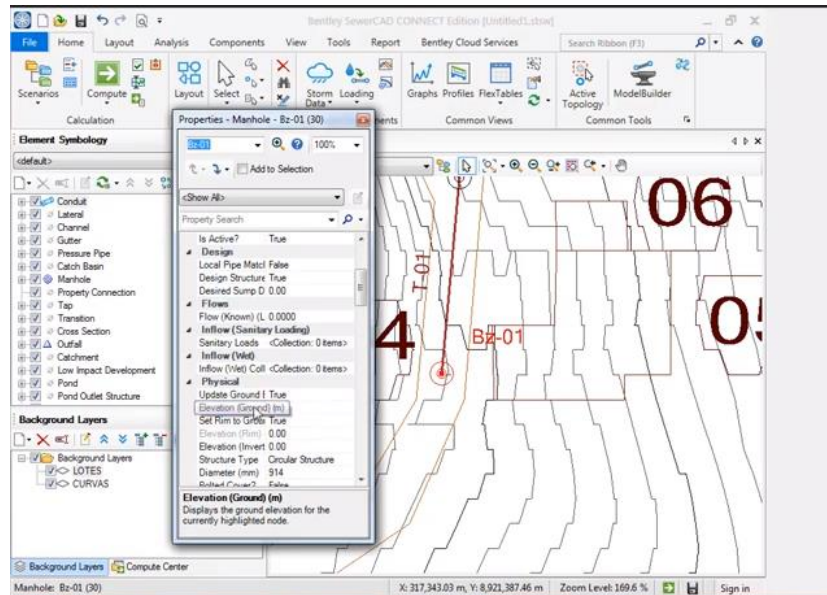 Bentley SewerCAD CONNECT Edition [Untitled1.stsw]
File Home Layout Analysis Components View Tools Report Bentley Cloud Services Search Ribbon (F3)
Scenarios Compute Layout Select Storm Data Loading Graphs Profiles FlexTables Active Topology ModelBuilder
Calculation Common Views Common Tools
Properties - Manhole - Bz-01 (30)
Bz-01 100%
Add to Selection
<Show All>
Property Search
Is Active? True
Design
Local Pipe Matcl False
Design Structure True
Desired Sump D 0.00
Flows
Flow (Known) (L 0.0000
Inflow (Sanitary Loading)
Sanitary Loads <Collection: 0 items>
Inflow (Wet)
Inflow (Wet) Coll <Collection: 0 items>
Physical
Update Ground E True
Elevation (Ground) (m)
Set Rim to Grou True
Elevation (Rim) 0.00
Elevation (Invert 0.00
Structure Type Circular Structure
Diameter (mm) 914
Bolted Cover? False
Elevation (Ground) (m)
Displays the ground elevation for the
currently highlighted node.
Element Symbology
<default>
Conduit
Lateral
Channel
Gutter
Pressure Pipe
Catch Basin
Manhole
Property Connection
Tap
Transition
Cross Section
Outfall
Catchment
Low Impact Development
Pond
Pond Outlet Structure
Background Layers
Background Layers
LOTES
CURVAS
Background Layers Compute Center
06
T-01
4
Bz-01
Manhole: Bz-01 (30) X: 317,343.03 m, Y: 8,921,387.46 m Zoom Level: 169.6 % Sign in